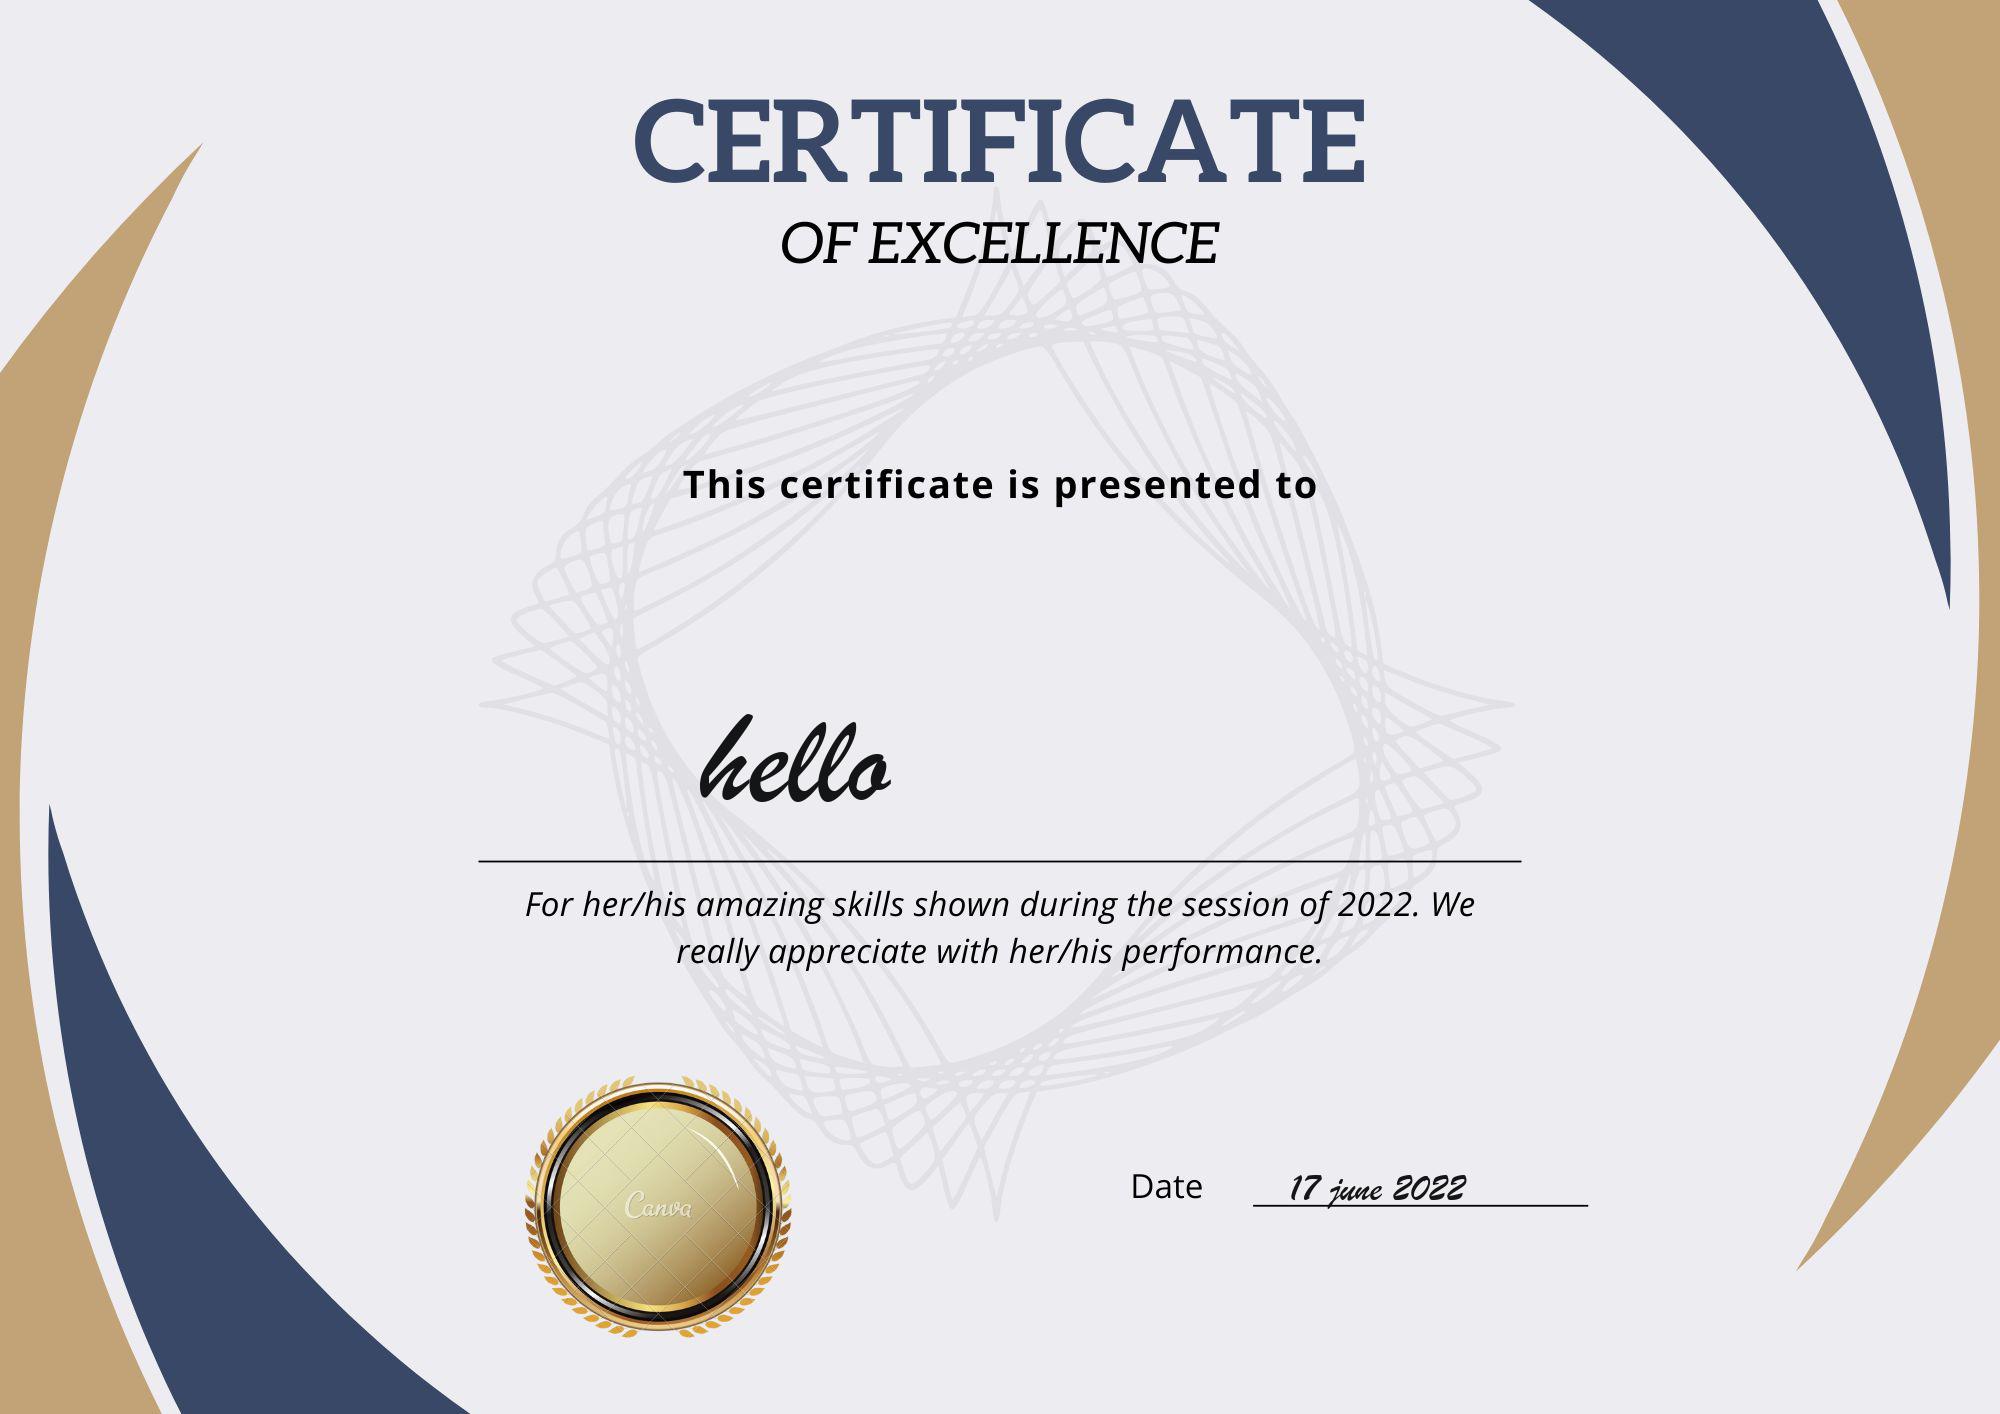 CERTIFICATE
OF EXCELLENCE
This certificate is presented to
hello
For her/his amazing skills shown during the session of 2022. We
really appreciate with her/his performance.
Canva
Date 17 june 2022